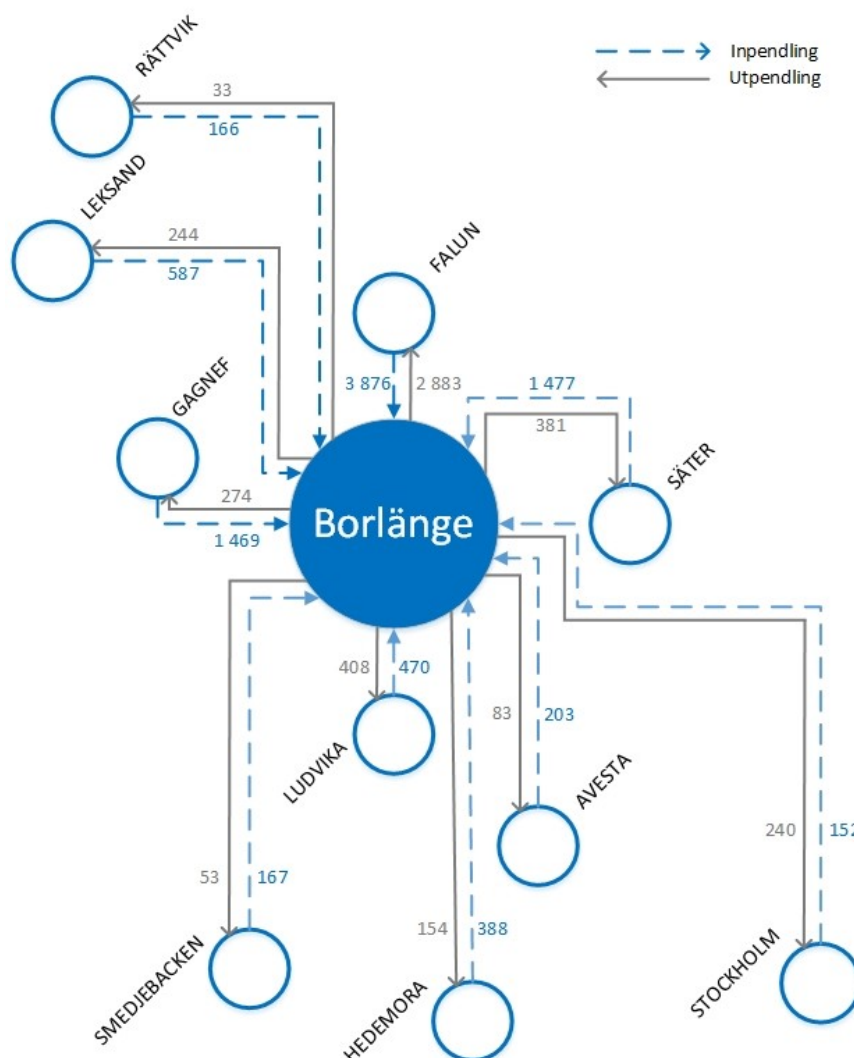 RÄTTVIK
33
166
Inpendling
Utpendling
LEKSAND
244
587
FALUN
3 876
2 883
1 477
381
SÄTER
GAGNEF
274
1 469
Borlänge
408
470
LUDVIKA
83
203
AVESTA
240
152
STOCKHOLM
53
167
SMEDJEBACKEN
154
388
HEDEMORA